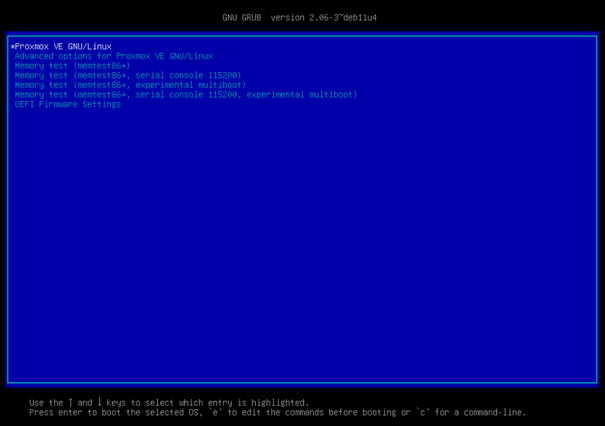 GNU GRUB  version 2.06-3~deb11u4
*Proxmox VE GNU/Linux
Advanced options for Proxmox VE GNU/Linux
Memory test (memtest86+)
Memory test (memtest86+, serial console 115200)
Memory test (memtest86+, experimental multiboot)
Memory test (memtest86+, serial console 115200, experimental multiboot)
UEFI Firmware Settings
Use the ↑ and ↓ keys to select which entry is highlighted.
Press enter to boot the selected OS, `e' to edit the commands before booting or `c' for a command-line.